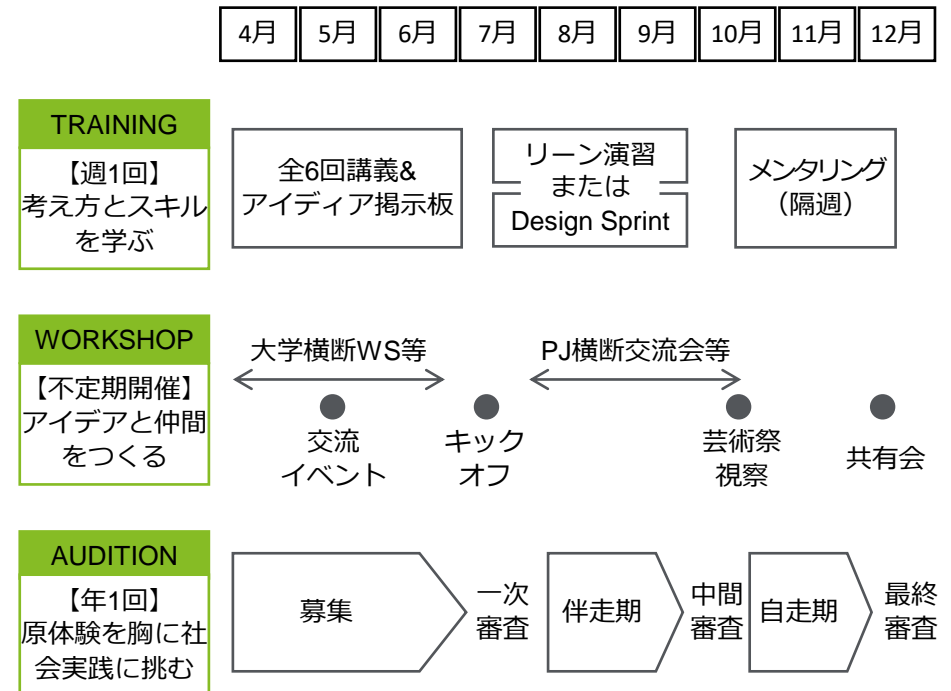 4月 5月 6月 7月 8月 9月 10月 11月 12月
TRAINING
【週1回】
考え方とスキル
を学ぶ
全6回講義&
アイディア掲示板
リーン演習
または
Design Sprint
メンタリング
（隔週）
WORKSHOP
【不定期開催】
アイデアと仲間
をつくる
大学横断WS等
PJ横断交流会等
交流
イベント
キック
オフ
芸術祭
視察
共有会
AUDITION
【年1回】
原体験を胸に社
会実践に挑む
募集
一次
審査
伴走期
中間
審査
自走期
最終
審査